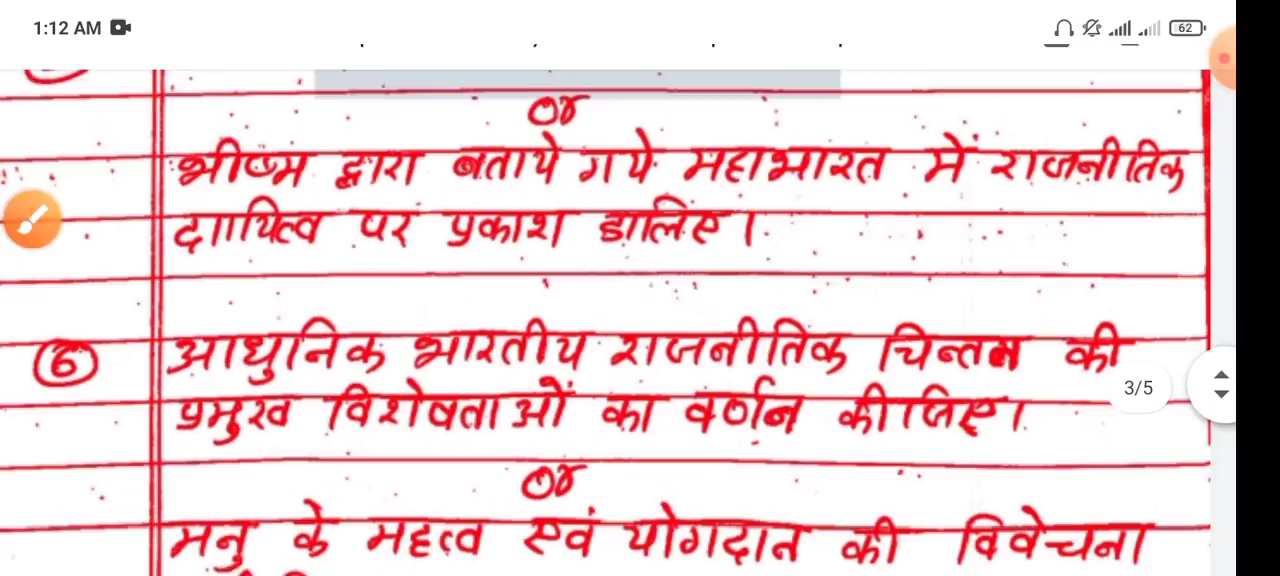 1:12 AM
62
or
भीष्म द्वारा बताये गये महाभारत में राजनीतिक
दायित्व पर प्रकाश डालिए।
6 आधुनिक भारतीय राजनीतिक चिन्तन की
3/5
प्रमुख विशेषताओं का वर्णन कीजिए।
or
मनु के महत्व एवं योगदान की विवेचना